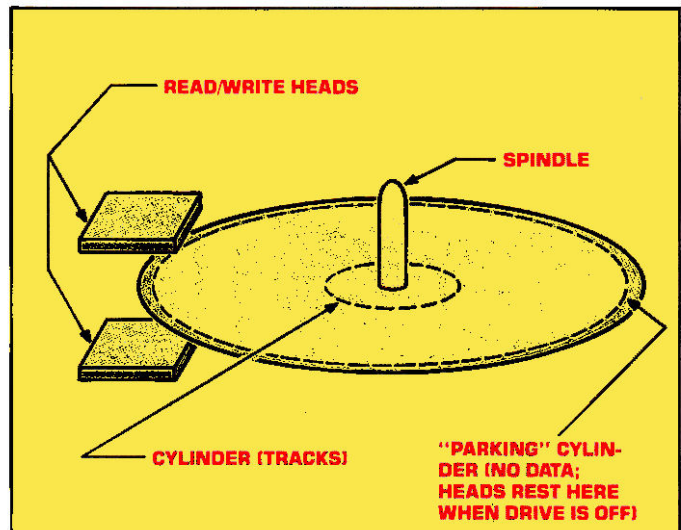 READ/WRITE HEADS
SPINDLE
CYLINDER (TRACKS)
"PARKING" CYLIN-
DER (NO DATA;
HEADS REST HERE
WHEN DRIVE IS OFF)